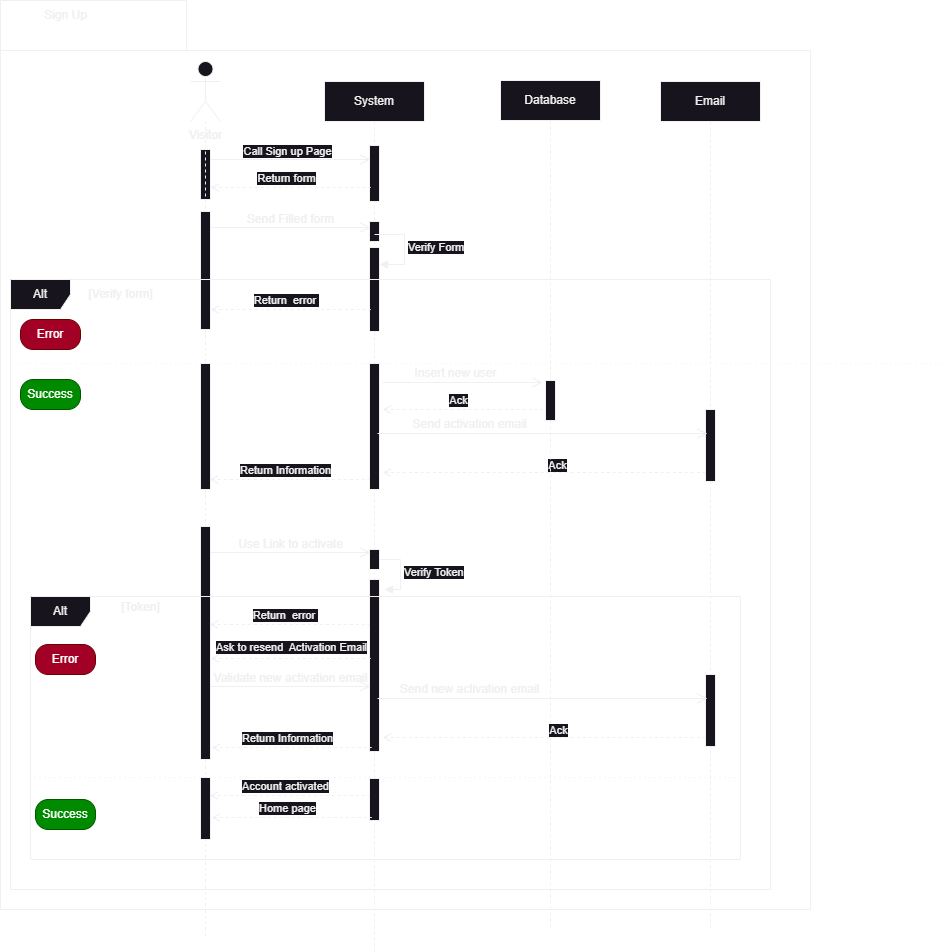 Sign Up
System
Database
Email
Visitor
Call Sign up Page
Return form
Send Filled form
Verify Form
Alt
[Verify form]
Return error
Error
Insert new user
Success
Ack
Send activation email
Ack
Return Information
Use Link to activate
Verify Token
Alt
[Token]
Return error
Ask to resend Activation Email
Error
Validate new activation email
Send new activation email
Ack
Return Information
Account activated
Home page
Success